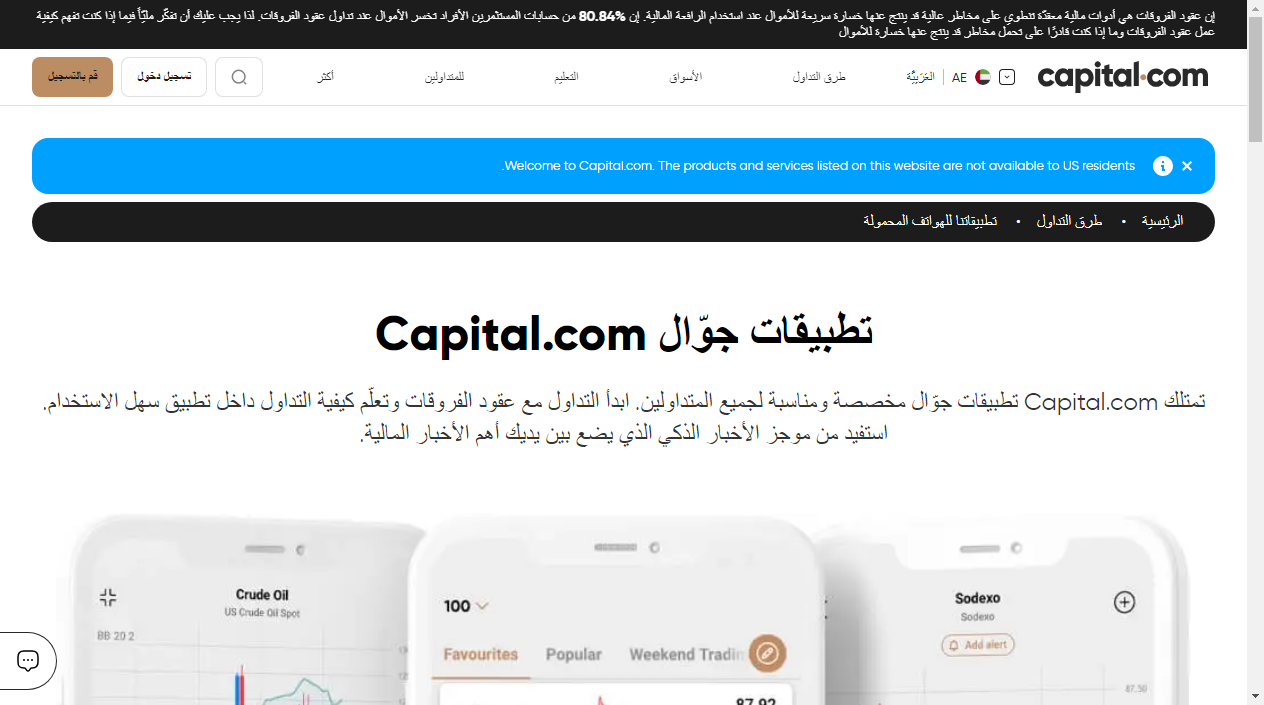 إن عقود الفروقات هي أدوات مالية معقدّة تنطوي على مخاطر عالية قد ينتج عنها خسارة سريعة للأموال عند استخدام الرافعة المالية. إن 80.84% من حسابات المستثمرين الأفراد تخسر الأموال عند تداول عقود الفروقات. لذا يجب عليك أن تفكّر مليّاً فيما إذا كنت تفهم كيفية
عمل عقود الفروقات وما إذا كنت قادرًا على تحمل مخاطر قد ينتج عنها خسارة للأموال
capital.com
AE العَرَبِيَّة
طرق التداول
الأسواق
التعليم
للمتداولين
أكثر
تسجيل دخول
قم بالتسجيل
Welcome to Capital.com. The products and services listed on this website are not available to US residents.
الرئيسية • طرق التداول • تطبيقاتنا للهواتف المحمولة
تطبيقات جوّال Capital.com
تمتلك Capital.com تطبيقات جوّال مخصصة ومناسبة لجميع المتداولين. ابدأ التداول مع عقود الفروقات وتعلّم كيفية التداول داخل تطبيق سهل الاستخدام.
استفيد من موجز الأخبار الذكي الذي يضع بين يديك أهم الأخبار المالية.
Crude Oil
US Crude Oil Spot
BB 20 2
100
Favourites Popular Weekend Tradin
87.92
Sodexo
Sodexo
Add alert
87.50